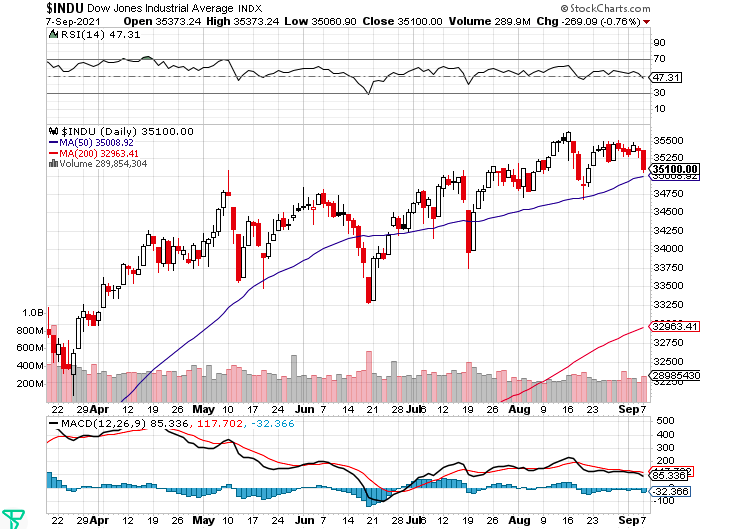 $INDU Dow Jones Industrial Average INDX © StockCharts.com
7-Sep-2021 Open 35373.24 High 35373.24 Low 35060.90 Close 35100.00 Volume 289.9M Chg -269.09 (-0.76%)
RSI(14) 47.31
90
70
47.31
30
10
$INDU (Daily) 35100.00
MA(50) 35008.92
MA(200) 32963.41
Volume 289,854,304
35500
35250
35100.00
35008.92
34750
34500
34250
34000
33750
33500
33250
32963.41
32750
32500
28985430
32250
1.0B
800M
600M
400M
200M
22 29 Apr 12 19 26 May 10 17 24 Jun 7 14 21 28 Jul 6 12 19 26 Aug 9 16 23 Sep 7
MACD(12,26,9) 85.336, 117.702, -32.366
500
400
300
200
117.702
85.336
-32.366
-100
22 29 Apr 12 19 26 May 10 17 24 Jun 7 14 21 28 Jul 6 12 19 26 Aug 9 16 23 Sep 7